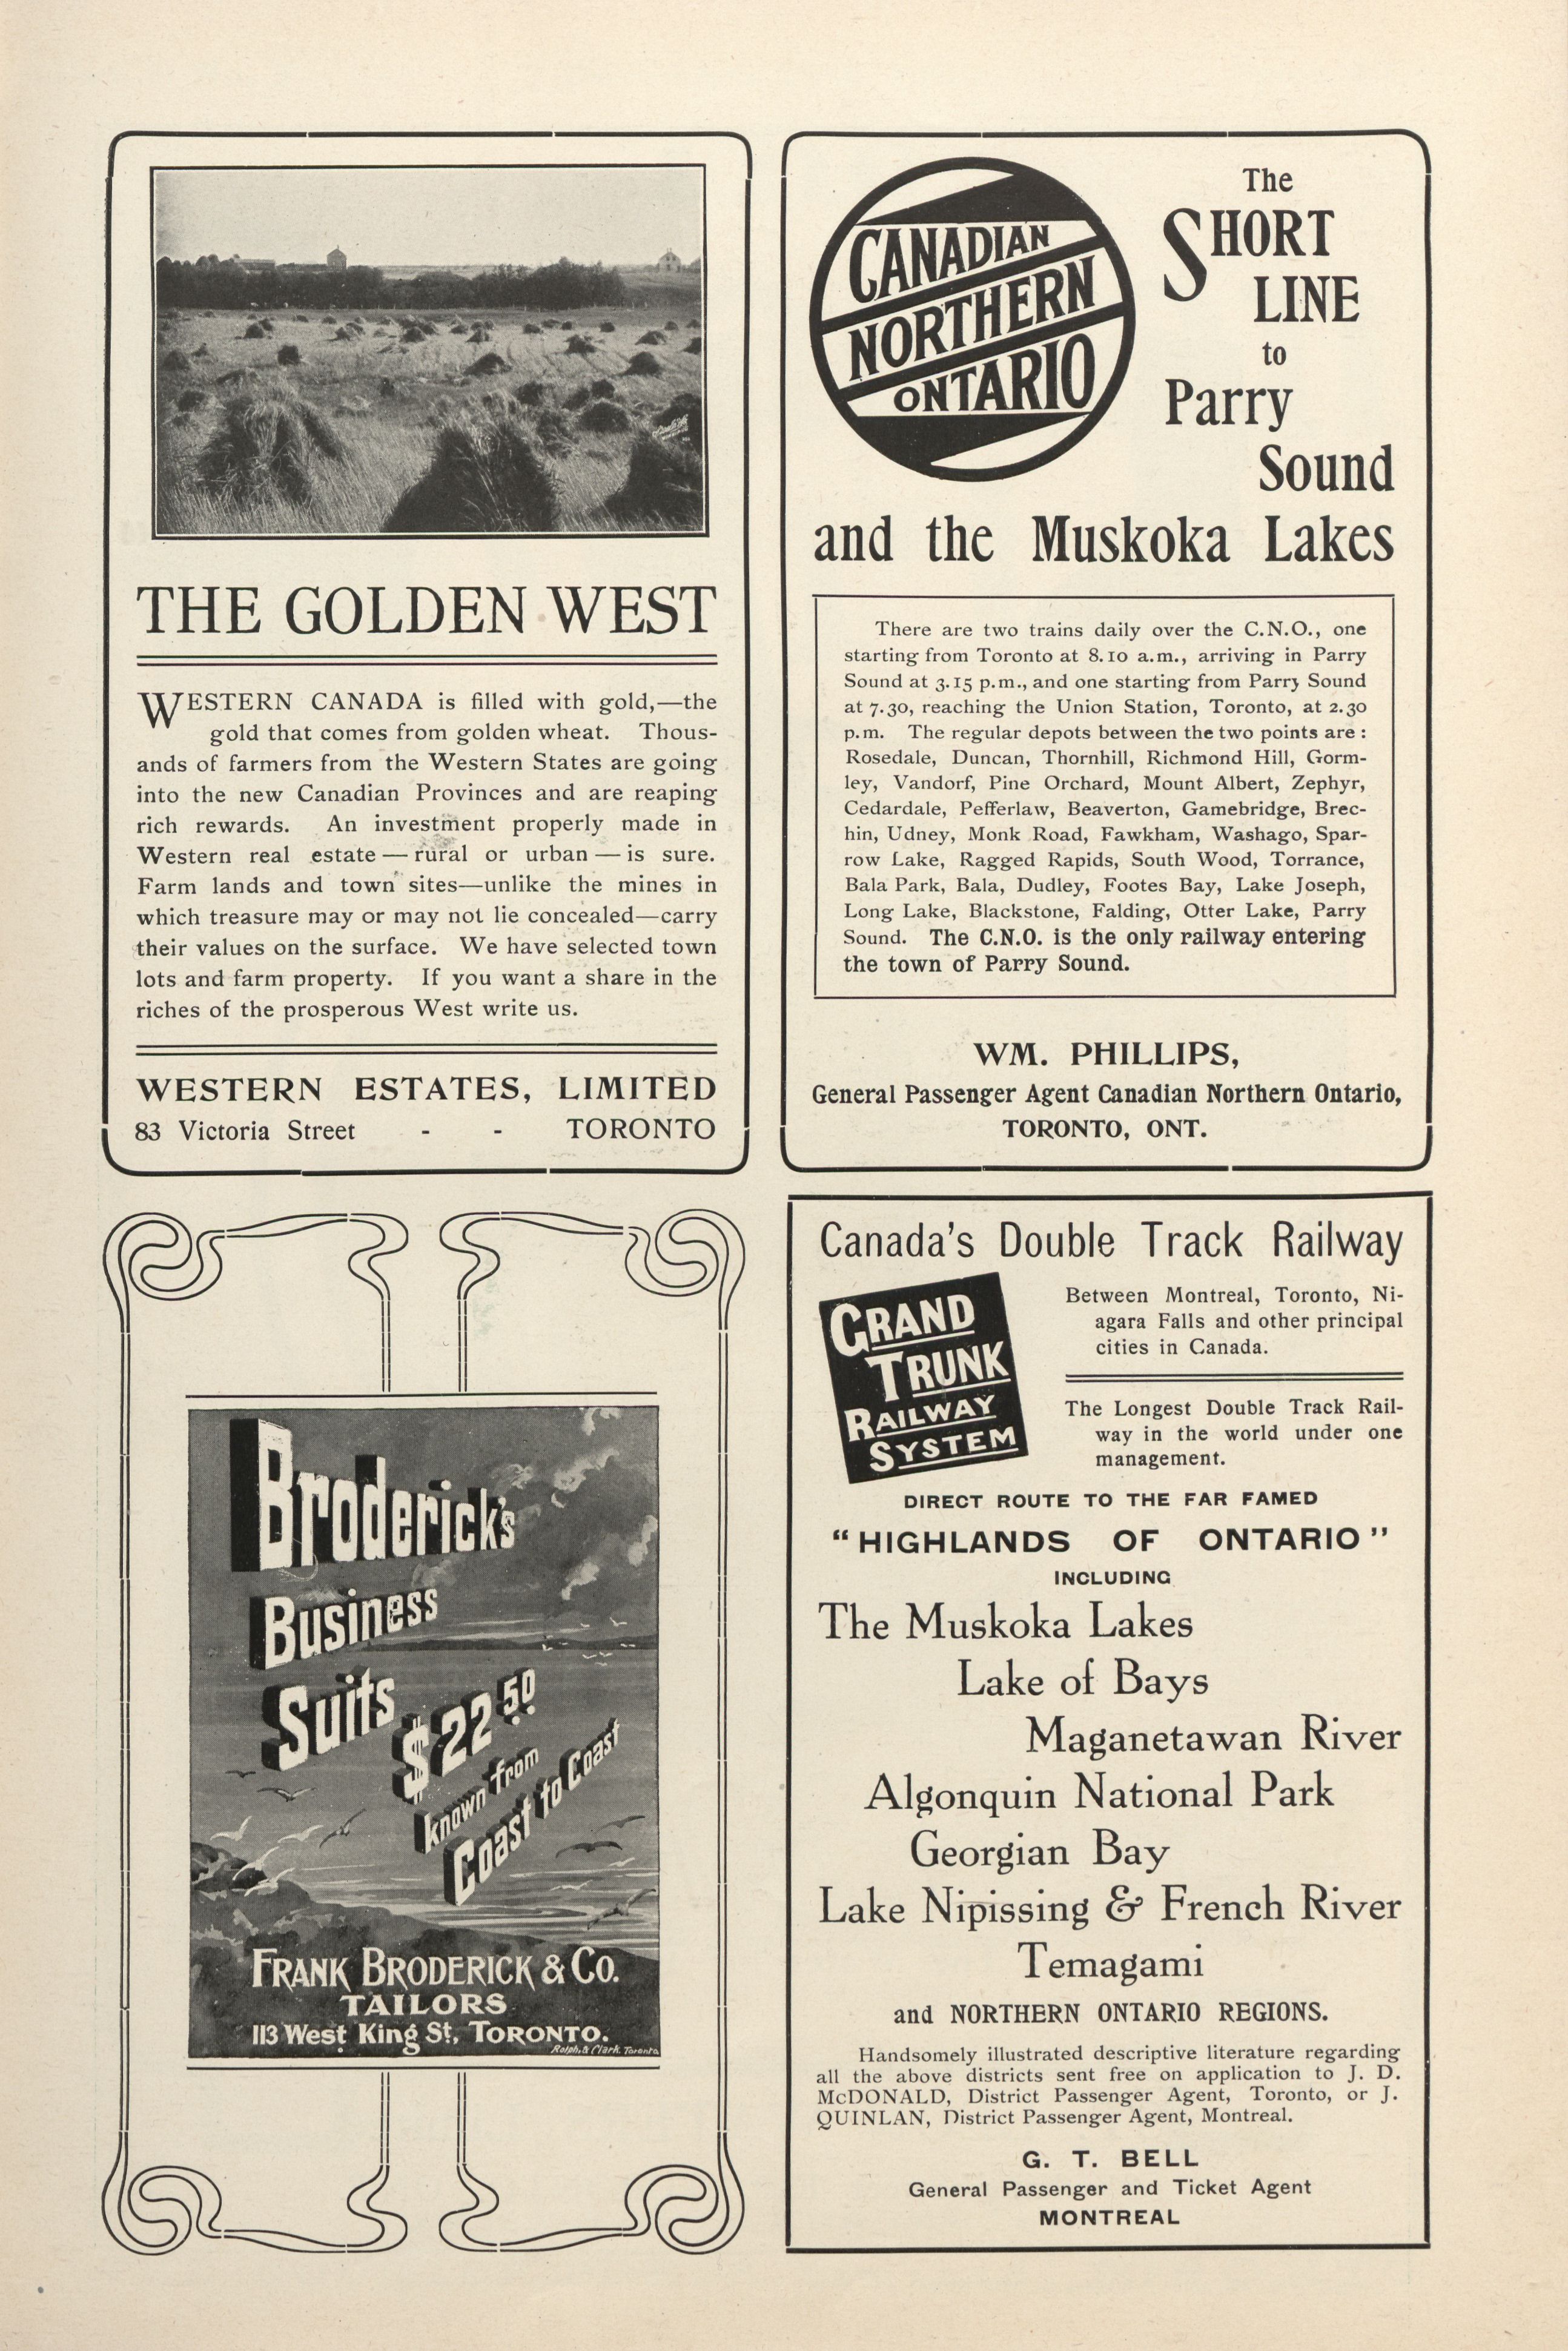 THE GOLDEN WEST
WESTERN CANADA is filled with gold,—the
gold that comes from golden wheat. Thous-
ands of farmers from the Western States are going
into the new Canadian Provinces and are reaping
rich rewards. An investment properly made in
Western real estate — rural or urban — is sure.
Farm lands and town sites—unlike the mines in
which treasure may or may not lie concealed—carry
their values on the surface. We have selected town
lots and farm property. If you want a share in the
riches of the prosperous West write us.
WESTERN ESTATES, LIMITED
83 Victoria Street - - TORONTO
CANADIAN
NORTHERN
ONTARIO
The
SHORT
LINE
to
Parry
Sound
and the Muskoka Lakes
There are two trains daily over the C.N.O., one
starting from Toronto at 8.10 a.m., arriving in Parry
Sound at 3.15 p.m., and one starting from Parry Sound
at 7.30, reaching the Union Station, Toronto, at 2.30
p.m. The regular depots between the two points are :
Rosedale, Duncan, Thornhill, Richmond Hill, Gorm-
ley, Vandorf, Pine Orchard, Mount Albert, Zephyr,
Cedardale, Pefferlaw, Beaverton, Gamebridge, Brec-
hin, Udney, Monk Road, Fawkham, Washago, Spar-
row Lake, Ragged Rapids, South Wood, Torrance,
Bala Park, Bala, Dudley, Footes Bay, Lake Joseph,
Long Lake, Blackstone, Falding, Otter Lake, Parry
Sound. The C.N.O. is the only railway entering
the town of Parry Sound.
WM. PHILLIPS,
General Passenger Agent Canadian Northern Ontario,
TORONTO, ONT.
Broderick's
Business
Suits
$22.50
known from
Coast to Coast
FRANK BRODERICK & CO.
TAILORS
113 West King St, TORONTO.
Rolph, & Clark. Toronto
Canada's Double Track Railway
GRAND
TRUNK
RAILWAY
SYSTEM
Between Montreal, Toronto, Ni-
agara Falls and other principal
cities in Canada.
The Longest Double Track Rail-
way in the world under one
management.
DIRECT ROUTE TO THE FAR FAMED
"HIGHLANDS OF ONTARIO"
INCLUDING
The Muskoka Lakes
Lake of Bays
Maganetawan River
Algonquin National Park
Georgian Bay
Lake Nipissing & French River
Temagami
and NORTHERN ONTARIO REGIONS.
Handsomely illustrated descriptive literature regarding
all the above districts sent free on application to J. D.
McDONALD, District Passenger Agent, Toronto, or J.
QUINLAN, District Passenger Agent, Montreal.
G. T. BELL
General Passenger and Ticket Agent
MONTREAL